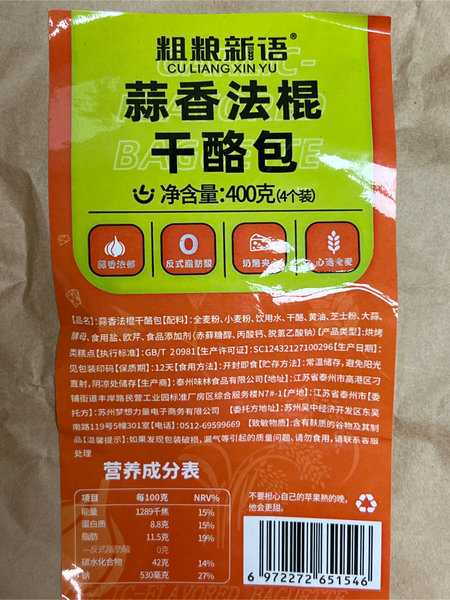 粗粮新语®
CU LIANG XIN YU
蒜香法棍
干酪包
净含量:400克(4个装)
蒜香浓郁
0
反式脂肪酸
奶酪夹心
心选全麦
【品名】:蒜香法棍干酪包【配料】: 全麦粉、小麦粉、饮用水、干酪、黄油、芝士粉、大蒜、
酵母、食用盐、欧芹、食品添加剂 (赤藓糖醇、丙酸钙、脱氢乙酸钠)【产品类型】: 烘烤
类糕点【执行标准】: GB/T 20981【生产许可证】: SC12432127100296【生产日期】:
见包装印码【保质期】: 12天【食用方法】: 开封即食【贮存方法】: 常温储存, 避免阳光
直射, 阴凉处储存【生产商】: 泰州味林食品有限公司【地址】: 江苏省泰州市高港区刁
铺街道丰岸路民营工业园标准厂房区综合服务楼N7#-1【产地】: 江苏省泰州市【委
托方】: 苏州梦想力量电子商务有限公司 【委托方地址】: 苏州吴中经济开发区东吴
南路119号5幢301室【电话】: 0512-69599669 【致敏物质】: 含有麸质的谷物及其制
品【温馨提示】: 如果发现包装破损, 漏气等引起的质量问题, 请勿食用, 请联系客服
处理
营养成分表
项目 每100克 NRV%
能量 1289千焦 15%
蛋白质 8.8克 15%
脂肪 11.5克 19%
—反式脂肪酸 0克
碳水化合物 42克 14%
钠 530毫克 27%
不要担心自己的苹果熟的晚,
他会更甜。
6 972272 651546